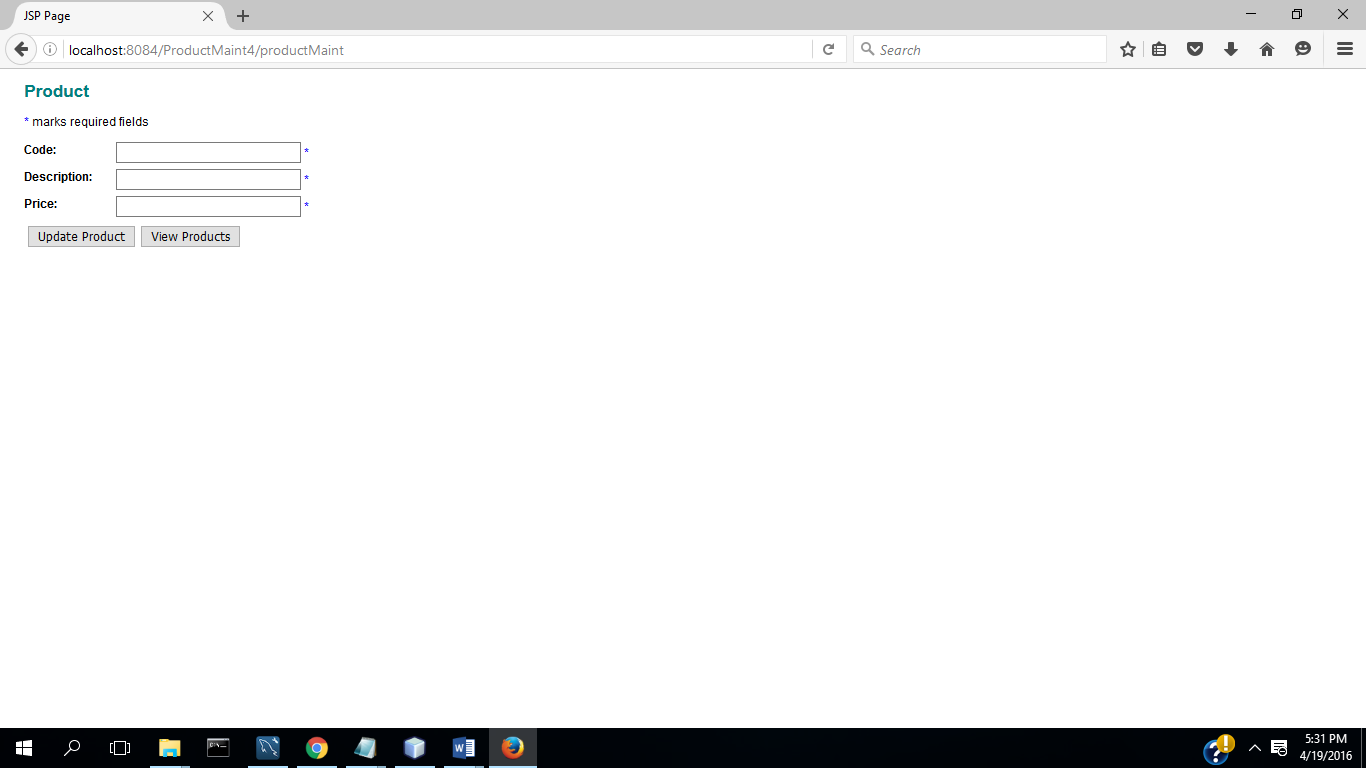 JSP Page
localhost:8084/ProductMaint4/productMaint
Search
Product
* marks required fields
Code: *
Description: *
Price: *
Update Product View Products
5:31 PM
4/19/2016